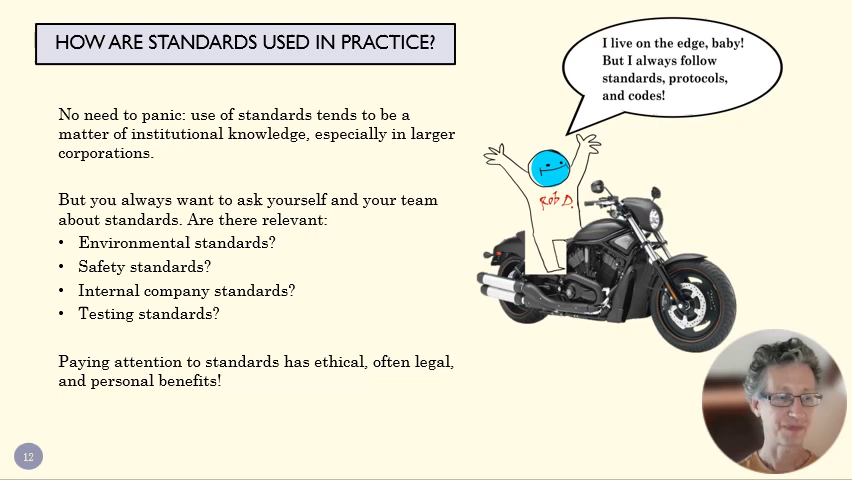 HOW ARE STANDARDS USED IN PRACTICE?
I live on the edge, baby!
But I always follow
standards, protocols,
and codes!
No need to panic: use of standards tends to be a
matter of institutional knowledge, especially in larger
corporations.
Rob D.
But you always want to ask yourself and your team
about standards. Are there relevant:
• Environmental standards?
• Safety standards?
• Internal company standards?
• Testing standards?
Paying attention to standards has ethical, often legal,
and personal benefits!
12